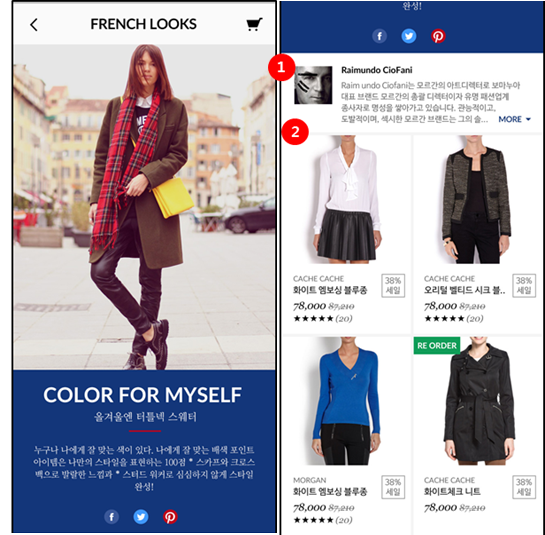 FRENCH LOOKS
COLOR FOR MYSELF
올겨울엔 터틀넥 스웨터
누구나 나에게 잘 맞는 색이 있다. 나에게 잘 맞는 배색 포인트
아이템은 나만의 스타일을 표현하는 100점 * 스카프와 크로스
백으로 발랄한 느낌과 * 스터드 워커로 심심하지 않게 스타일
완성!
완성!
1
Raimundo CioFani
Raim undo Ciofani는 모르간의 아트디렉터로 보마누아
대표 브랜드 모르간의 총괄 디렉터이자 유명 패션업계
종사자로 명성을 쌓아가고 있습니다. 관능적이고,
도발적이며, 섹시한 모르간 브랜드는 그의 슬... MORE
2
CACHE CACHE
화이트 엠보싱 블루종
38%
세일
78,000 87,210
★★★★★(20)
CACHE CACHE
오리털 벨티드 시크 블..
38%
세일
78,000 87,210
★★★★★(20)
MORGAN
화이트 엠보싱 블루종
38%
세일
78,000 87,210
★★★★★(20)
RE ORDER
CACHE CACHE
화이트체크 니트
38%
세일
78,000 87,210